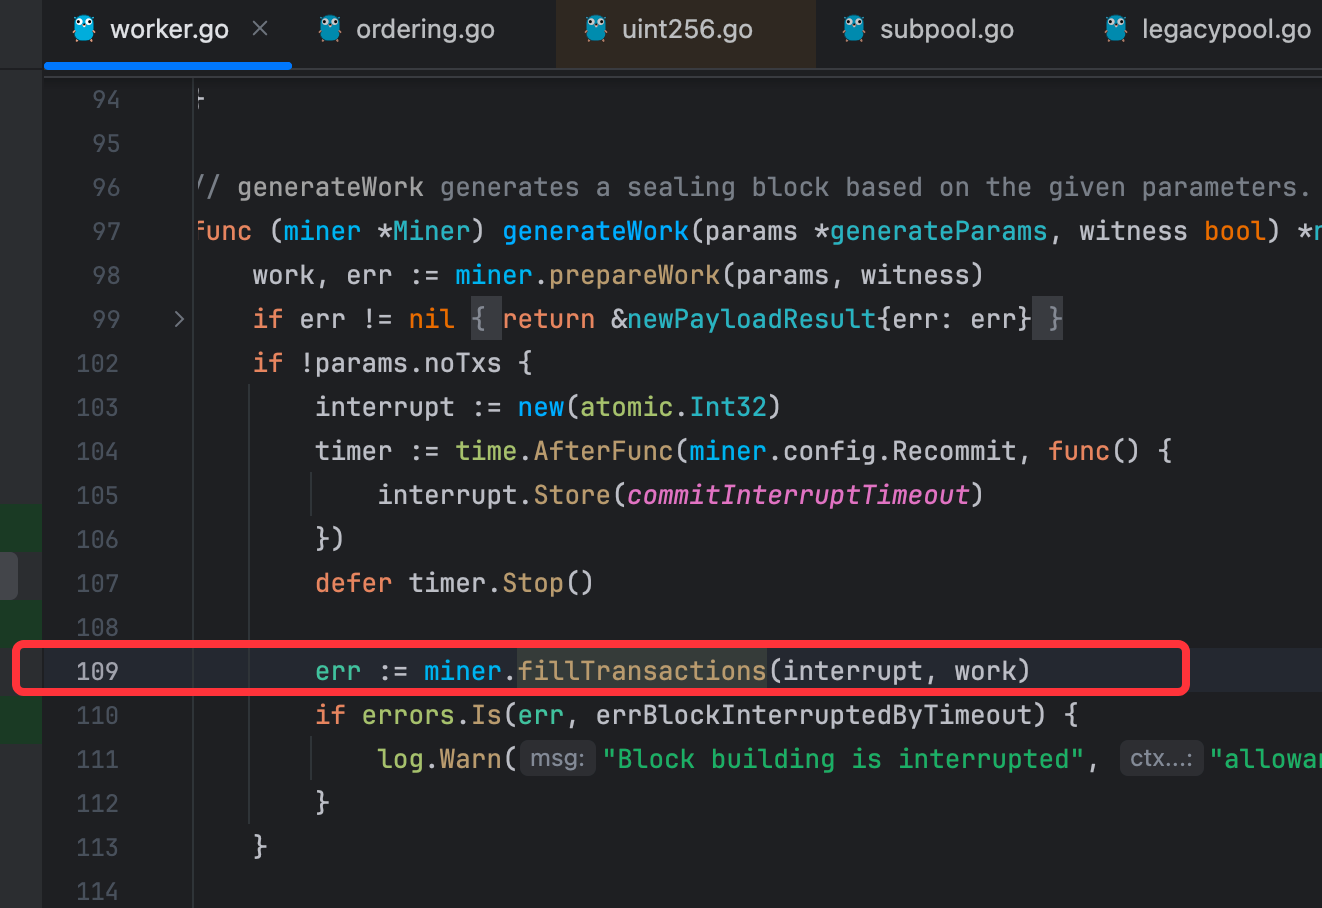 worker.go × ordering.go uint256.go subpool.go legacypool.go
94 }
95
96 // generateWork generates a sealing block based on the given parameters.
97 func (miner *Miner) generateWork(params *generateParams, witness bool) *
98 work, err := miner.prepareWork(params, witness)
99 if err != nil { return &newPayloadResult{err: err} }
102 if !params.noTxs {
103 interrupt := new(atomic.Int32)
104 timer := time.AfterFunc(miner.config.Recommit, func() {
105 interrupt.Store(commitInterruptTimeout)
106 })
107 defer timer.Stop()
108
109 err := miner.fillTransactions(interrupt, work)
110 if errors.Is(err, errBlockInterruptedByTimeout) {
111 log.Warn( msg: "Block building is interrupted", ctx...: "allowa
112 }
113 }
114